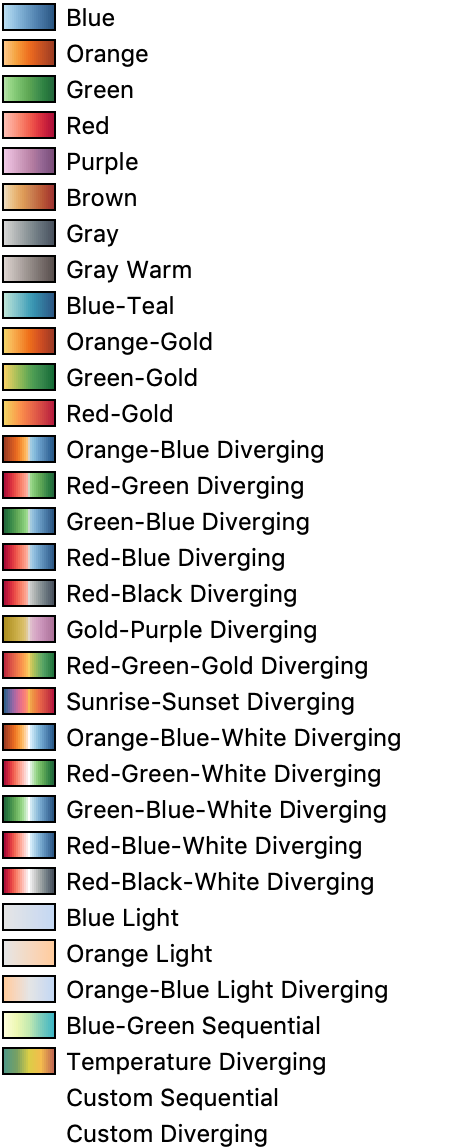 Blue
Orange
Green
Red
Purple
Brown
Gray
Gray Warm
Blue-Teal
Orange-Gold
Green-Gold
Red-Gold
Orange-Blue Diverging
Red-Green Diverging
Green-Blue Diverging
Red-Blue Diverging
Red-Black Diverging
Gold-Purple Diverging
Red-Green-Gold Diverging
Sunrise-Sunset Diverging
Orange-Blue-White Diverging
Red-Green-White Diverging
Green-Blue-White Diverging
Red-Blue-White Diverging
Red-Black-White Diverging
Blue Light
Orange Light
Orange-Blue Light Diverging
Blue-Green Sequential
Temperature Diverging
Custom Sequential
Custom Diverging